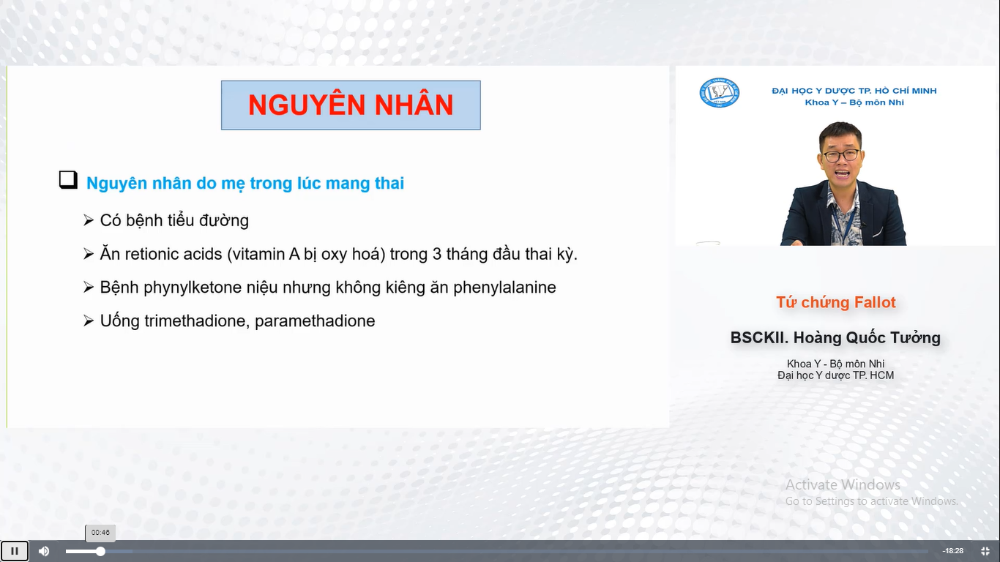 NGUYÊN NHÂN
Nguyên nhân do mẹ trong lúc mang thai
Có bệnh tiểu đường
Ăn retionic acids (vitamin A bị oxy hoá) trong 3 tháng đầu thai kỳ.
Bệnh phynylketone niệu nhưng không kiêng ăn phenylalanine
Uống trimethadione, paramethadione
ĐẠI HỌC Y DƯỢC TP. HỒ CHÍ MINH
Khoa Y – Bộ môn Nhi
Tứ chứng Fallot
BSCKII. Hoàng Quốc Tưởng
Khoa Y - Bộ môn Nhi
Đại học Y dược TP. HCM
Activate Windows
Go to Settings to activate Windows.
00:46
-18:28